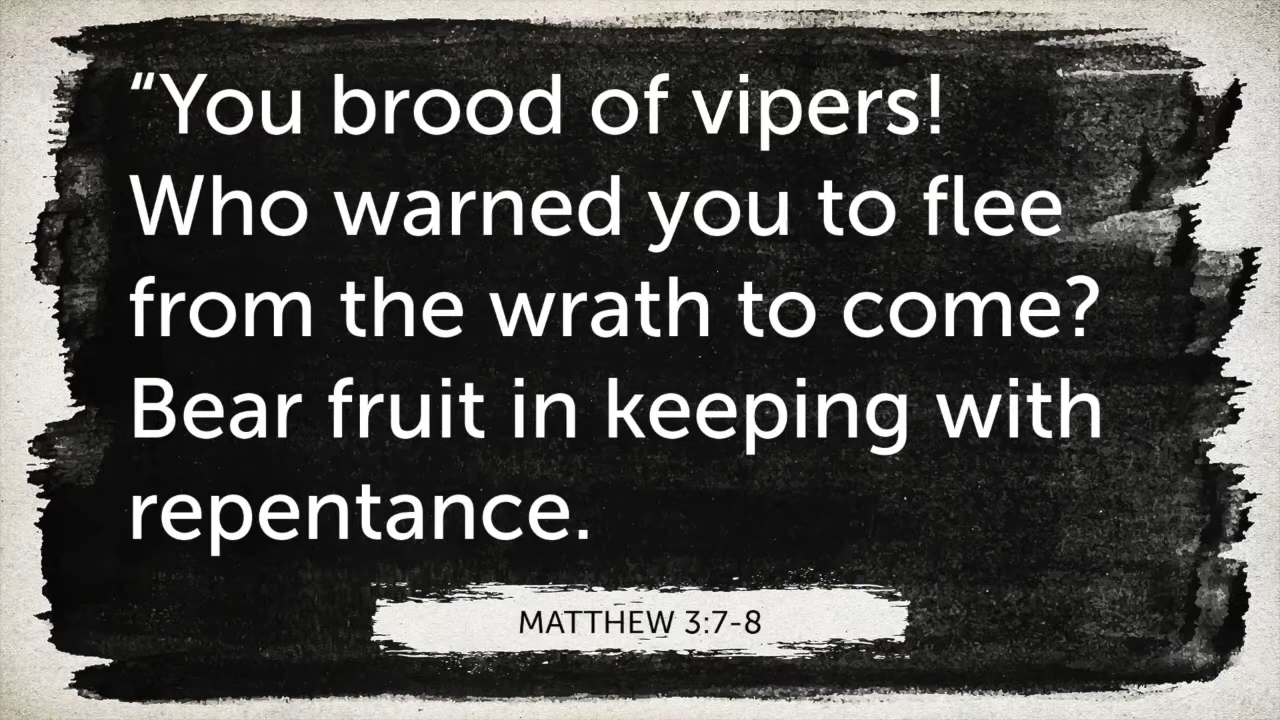 “You brood of vipers!
Who warned you to flee
from the wrath to come?
Bear fruit in keeping with
repentance.
MATTHEW 3:7-8